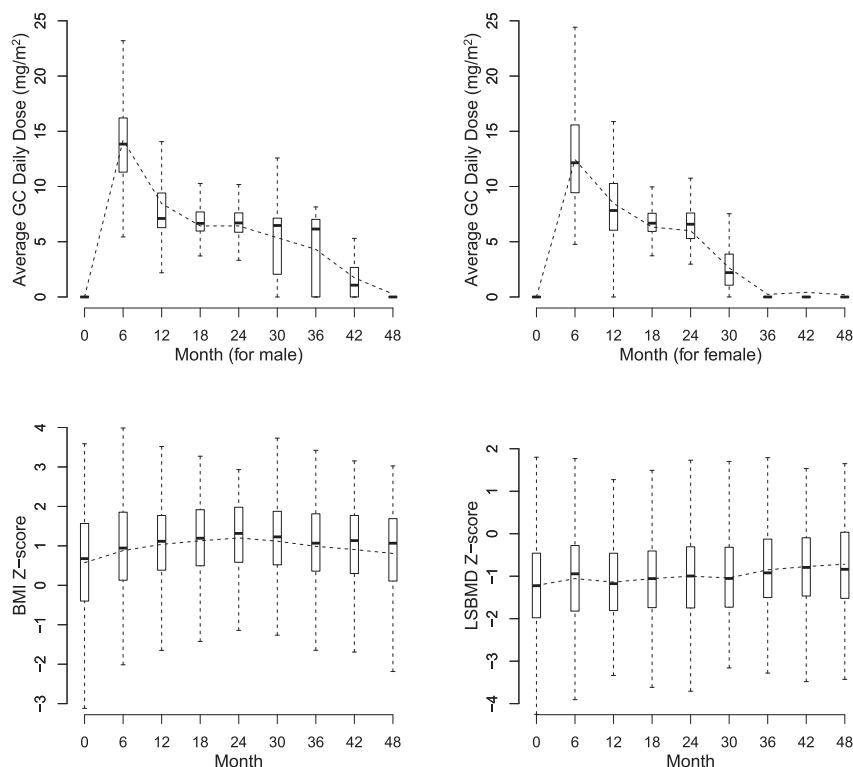 Average GC Daily Dose (mg/m²)
25
20
15
10
5
0
0 6 12 18 24 30 36 42 48
Month (for male)
Average GC Daily Dose (mg/m²)
25
20
15
10
5
0
0 6 12 18 24 30 36 42 48
Month (for female)
BMI Z−score
4
3
2
1
0
−1
−2
−3
0 6 12 18 24 30 36 42 48
Month
LSBMD Z−score
2
1
0
−1
−2
−3
−4
0 6 12 18 24 30 36 42 48
Month